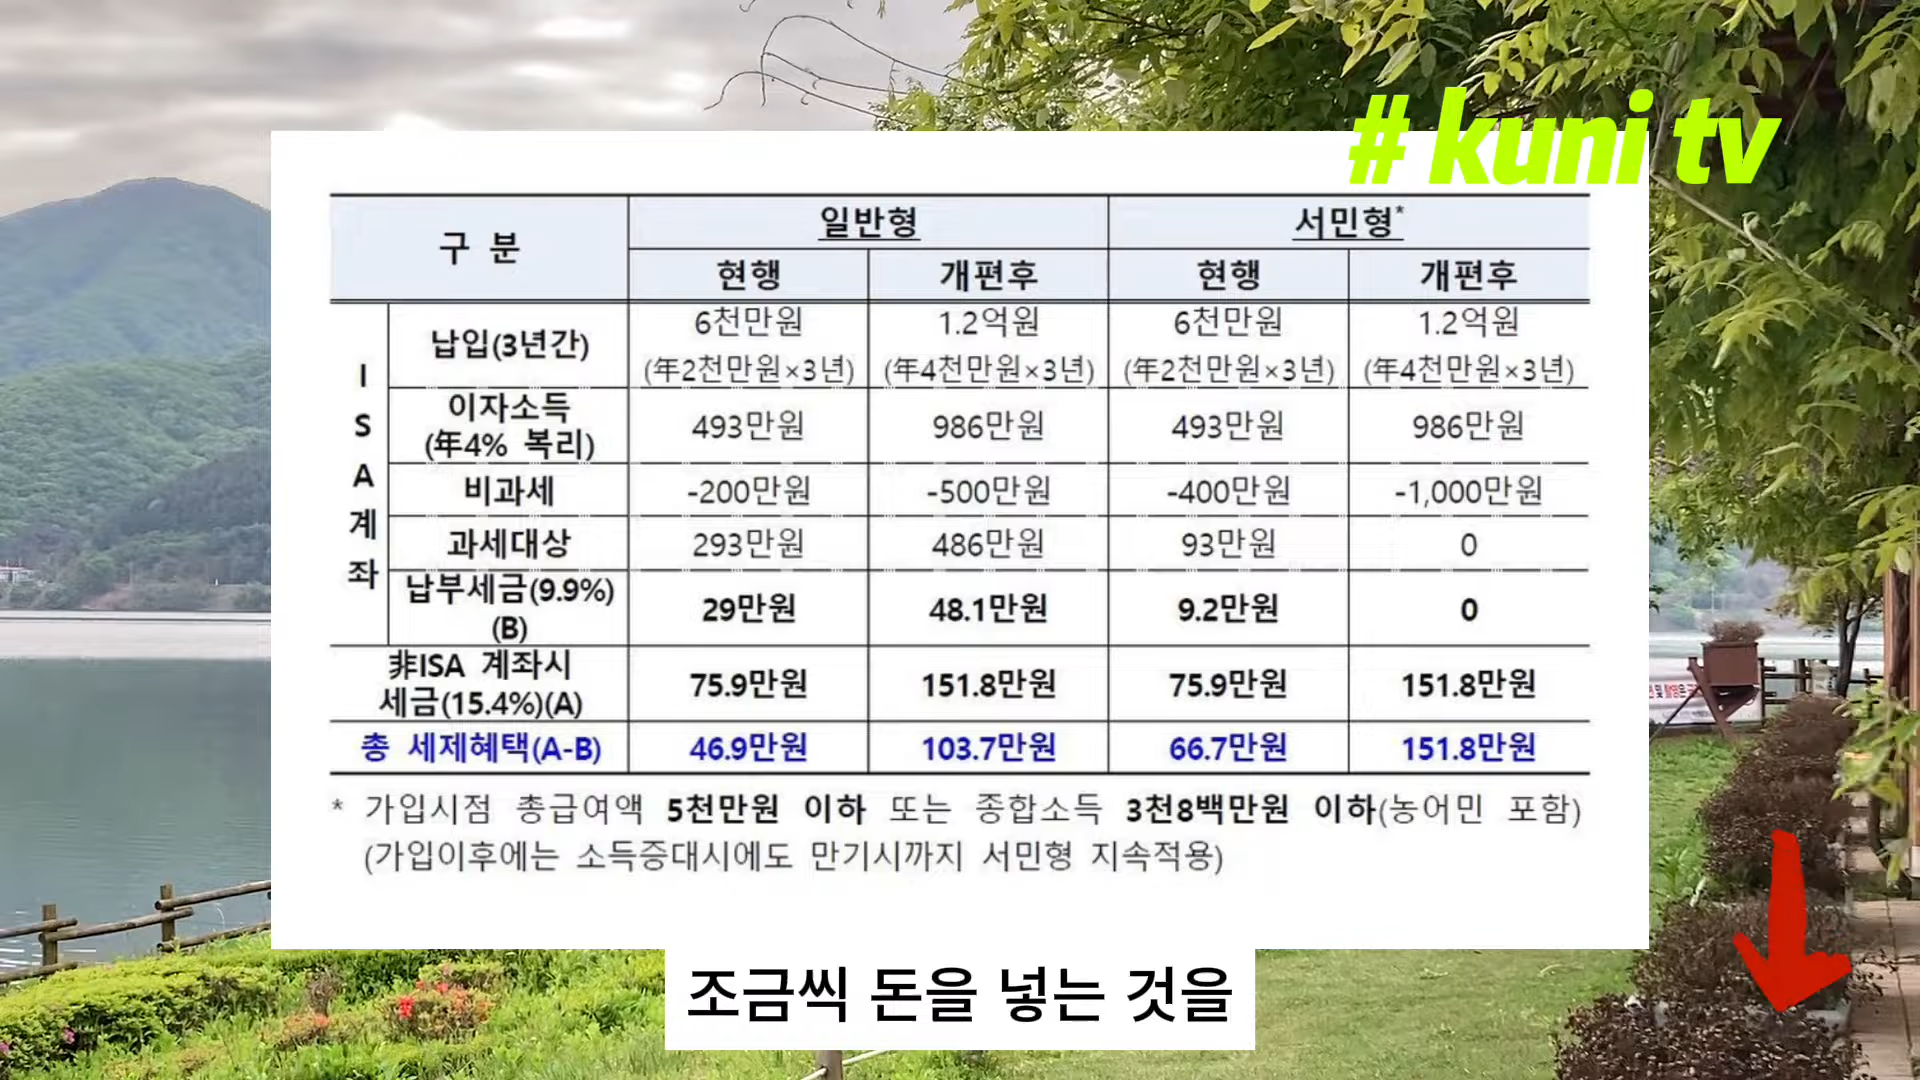 # kuni tv
구 분 일반형 서민형*
현행 개편후 현행 개편후
ISA계좌
납입(3년간) 6천만원 1.2억원 6천만원 1.2억원
(年2천만원×3년) (年4천만원×3년) (年2천만원×3년) (年4천만원×3년)
이자소득
(年4% 복리) 493만원 986만원 493만원 986만원
비과세 -200만원 -500만원 -400만원 -1,000만원
과세대상 293만원 486만원 93만원 0
납부세금(9.9%)
(B) 29만원 48.1만원 9.2만원 0
非ISA 계좌시
세금(15.4%)(A) 75.9만원 151.8만원 75.9만원 151.8만원
총 세제혜택(A-B) 46.9만원 103.7만원 66.7만원 151.8만원
* 가입시점 총급여액 5천만원 이하 또는 종합소득 3천8백만원 이하(농어민 포함)
(가입이후에는 소득증대시에도 만기시까지 서민형 지속적용)
조금씩 돈을 넣는 것을